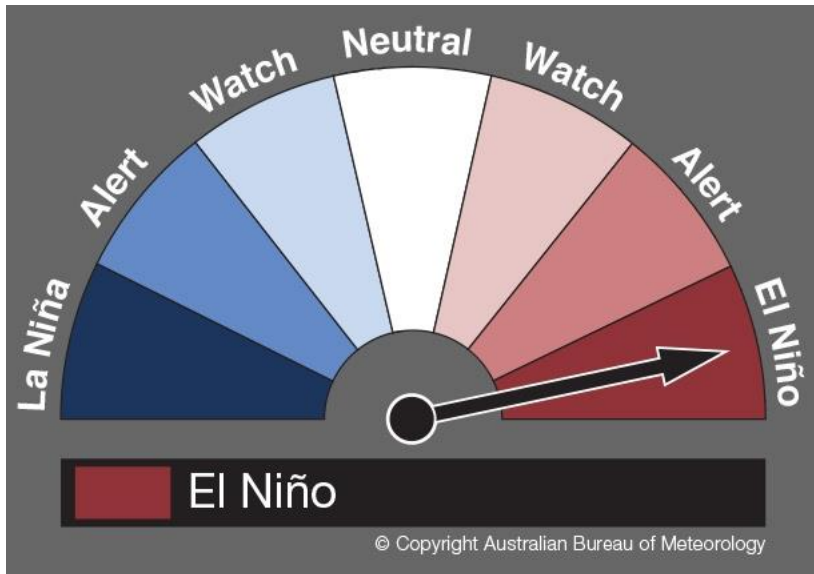 La Niña
Alert
Watch
Neutral
Watch
Alert
El Niño
El Niño
© Copyright Australian Bureau of Meteorology